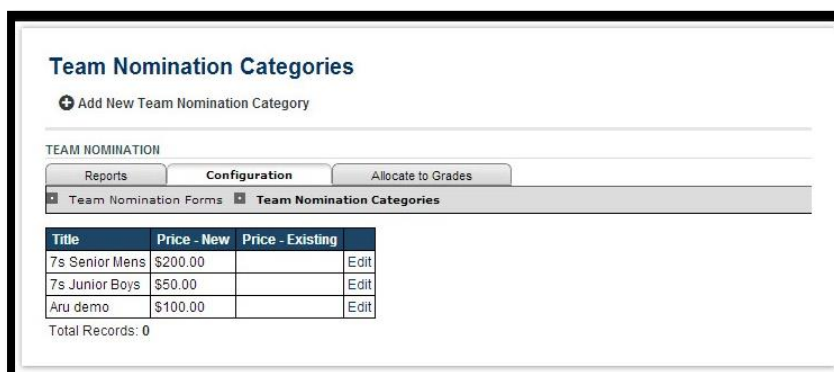 Team Nomination Categories
Add New Team Nomination Category
TEAM NOMINATION
Reports Configuration Allocate to Grades
Team Nomination Forms Team Nomination Categories
Title Price - New Price - Existing
7s Senior Mens $200.00 Edit
7s Junior Boys $50.00 Edit
Aru demo $100.00 Edit
Total Records: 0